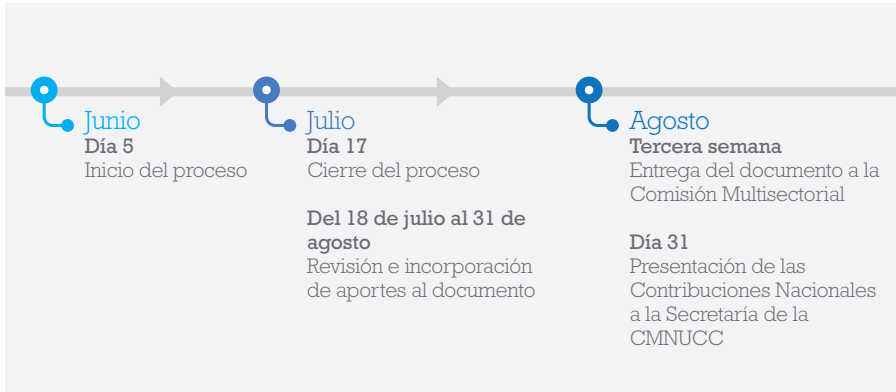 Junio
Día 5
Inicio del proceso
Julio
Día 17
Cierre del proceso
Del 18 de julio al 31 de
agosto
Revisión e incorporación
de aportes al documento
Agosto
Tercera semana
Entrega del documento a la
Comisión Multisectorial
Día 31
Presentación de las
Contribuciones Nacionales
a la Secretaría de la
CMNUCC